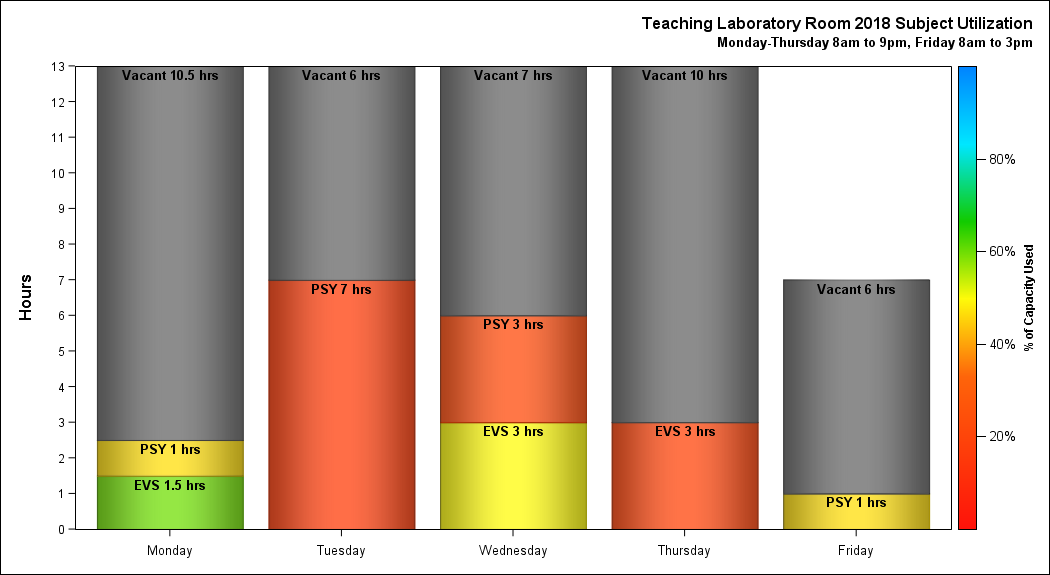 Teaching Laboratory Room 2018 Subject Utilization
Monday-Thursday 8am to 9pm, Friday 8am to 3pm
Hours
13
12
11
10
9
8
7
6
5
4
3
2
1
0
Vacant 10.5 hrs
PSY 1 hrs
EVS 1.5 hrs
Vacant 6 hrs
PSY 7 hrs
Vacant 7 hrs
PSY 3 hrs
EVS 3 hrs
Vacant 10 hrs
EVS 3 hrs
Vacant 6 hrs
PSY 1 hrs
Monday
Tuesday
Wednesday
Thursday
Friday
80%
60%
40%
20%
% of Capacity Used